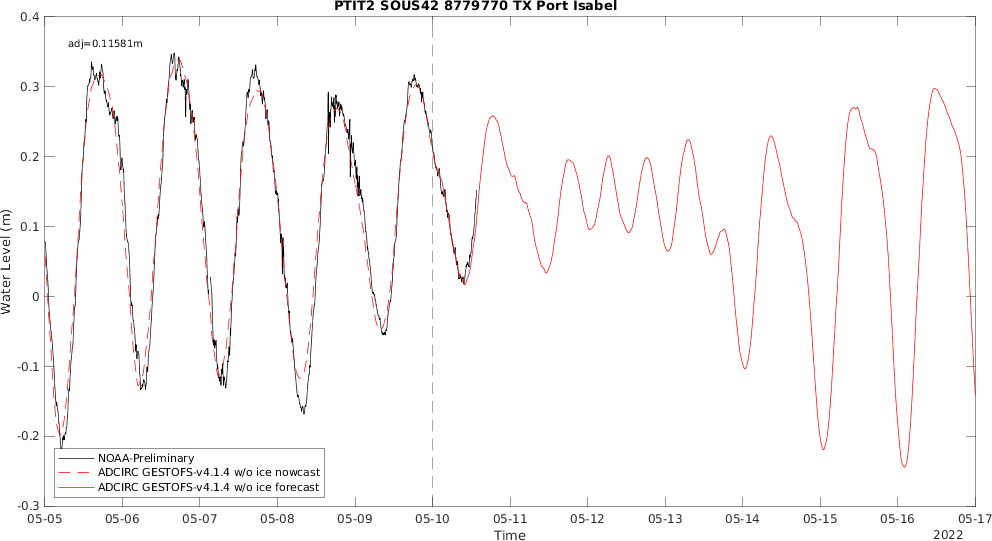 PTIT2 SOUS42 8779770 TX Port Isabel
adj=0.11581m
Water Level (m)
0.4
0.3
0.2
0.1
0
-0.1
-0.2
-0.3
NOAA-Preliminary
ADCIRC GESTOFS-v4.1.4 w/o ice nowcast
ADCIRC GESTOFS-v4.1.4 w/o ice forecast
05-05 05-06 05-07 05-08 05-09 05-10 05-11 05-12 05-13 05-14 05-15 05-16 05-17
Time
2022